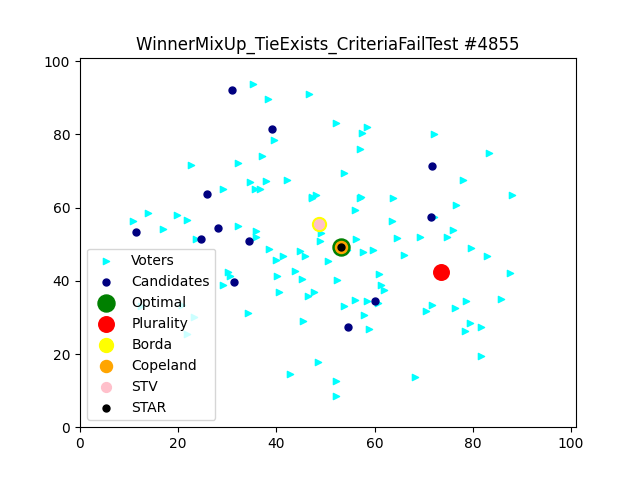 WinnerMixUp_TieExists_CriteriaFailTest #4855
100
80
60
40
20
0
Voters
Candidates
Optimal
Plurality
Borda
Copeland
STV
STAR
0 20 40 60 80 100